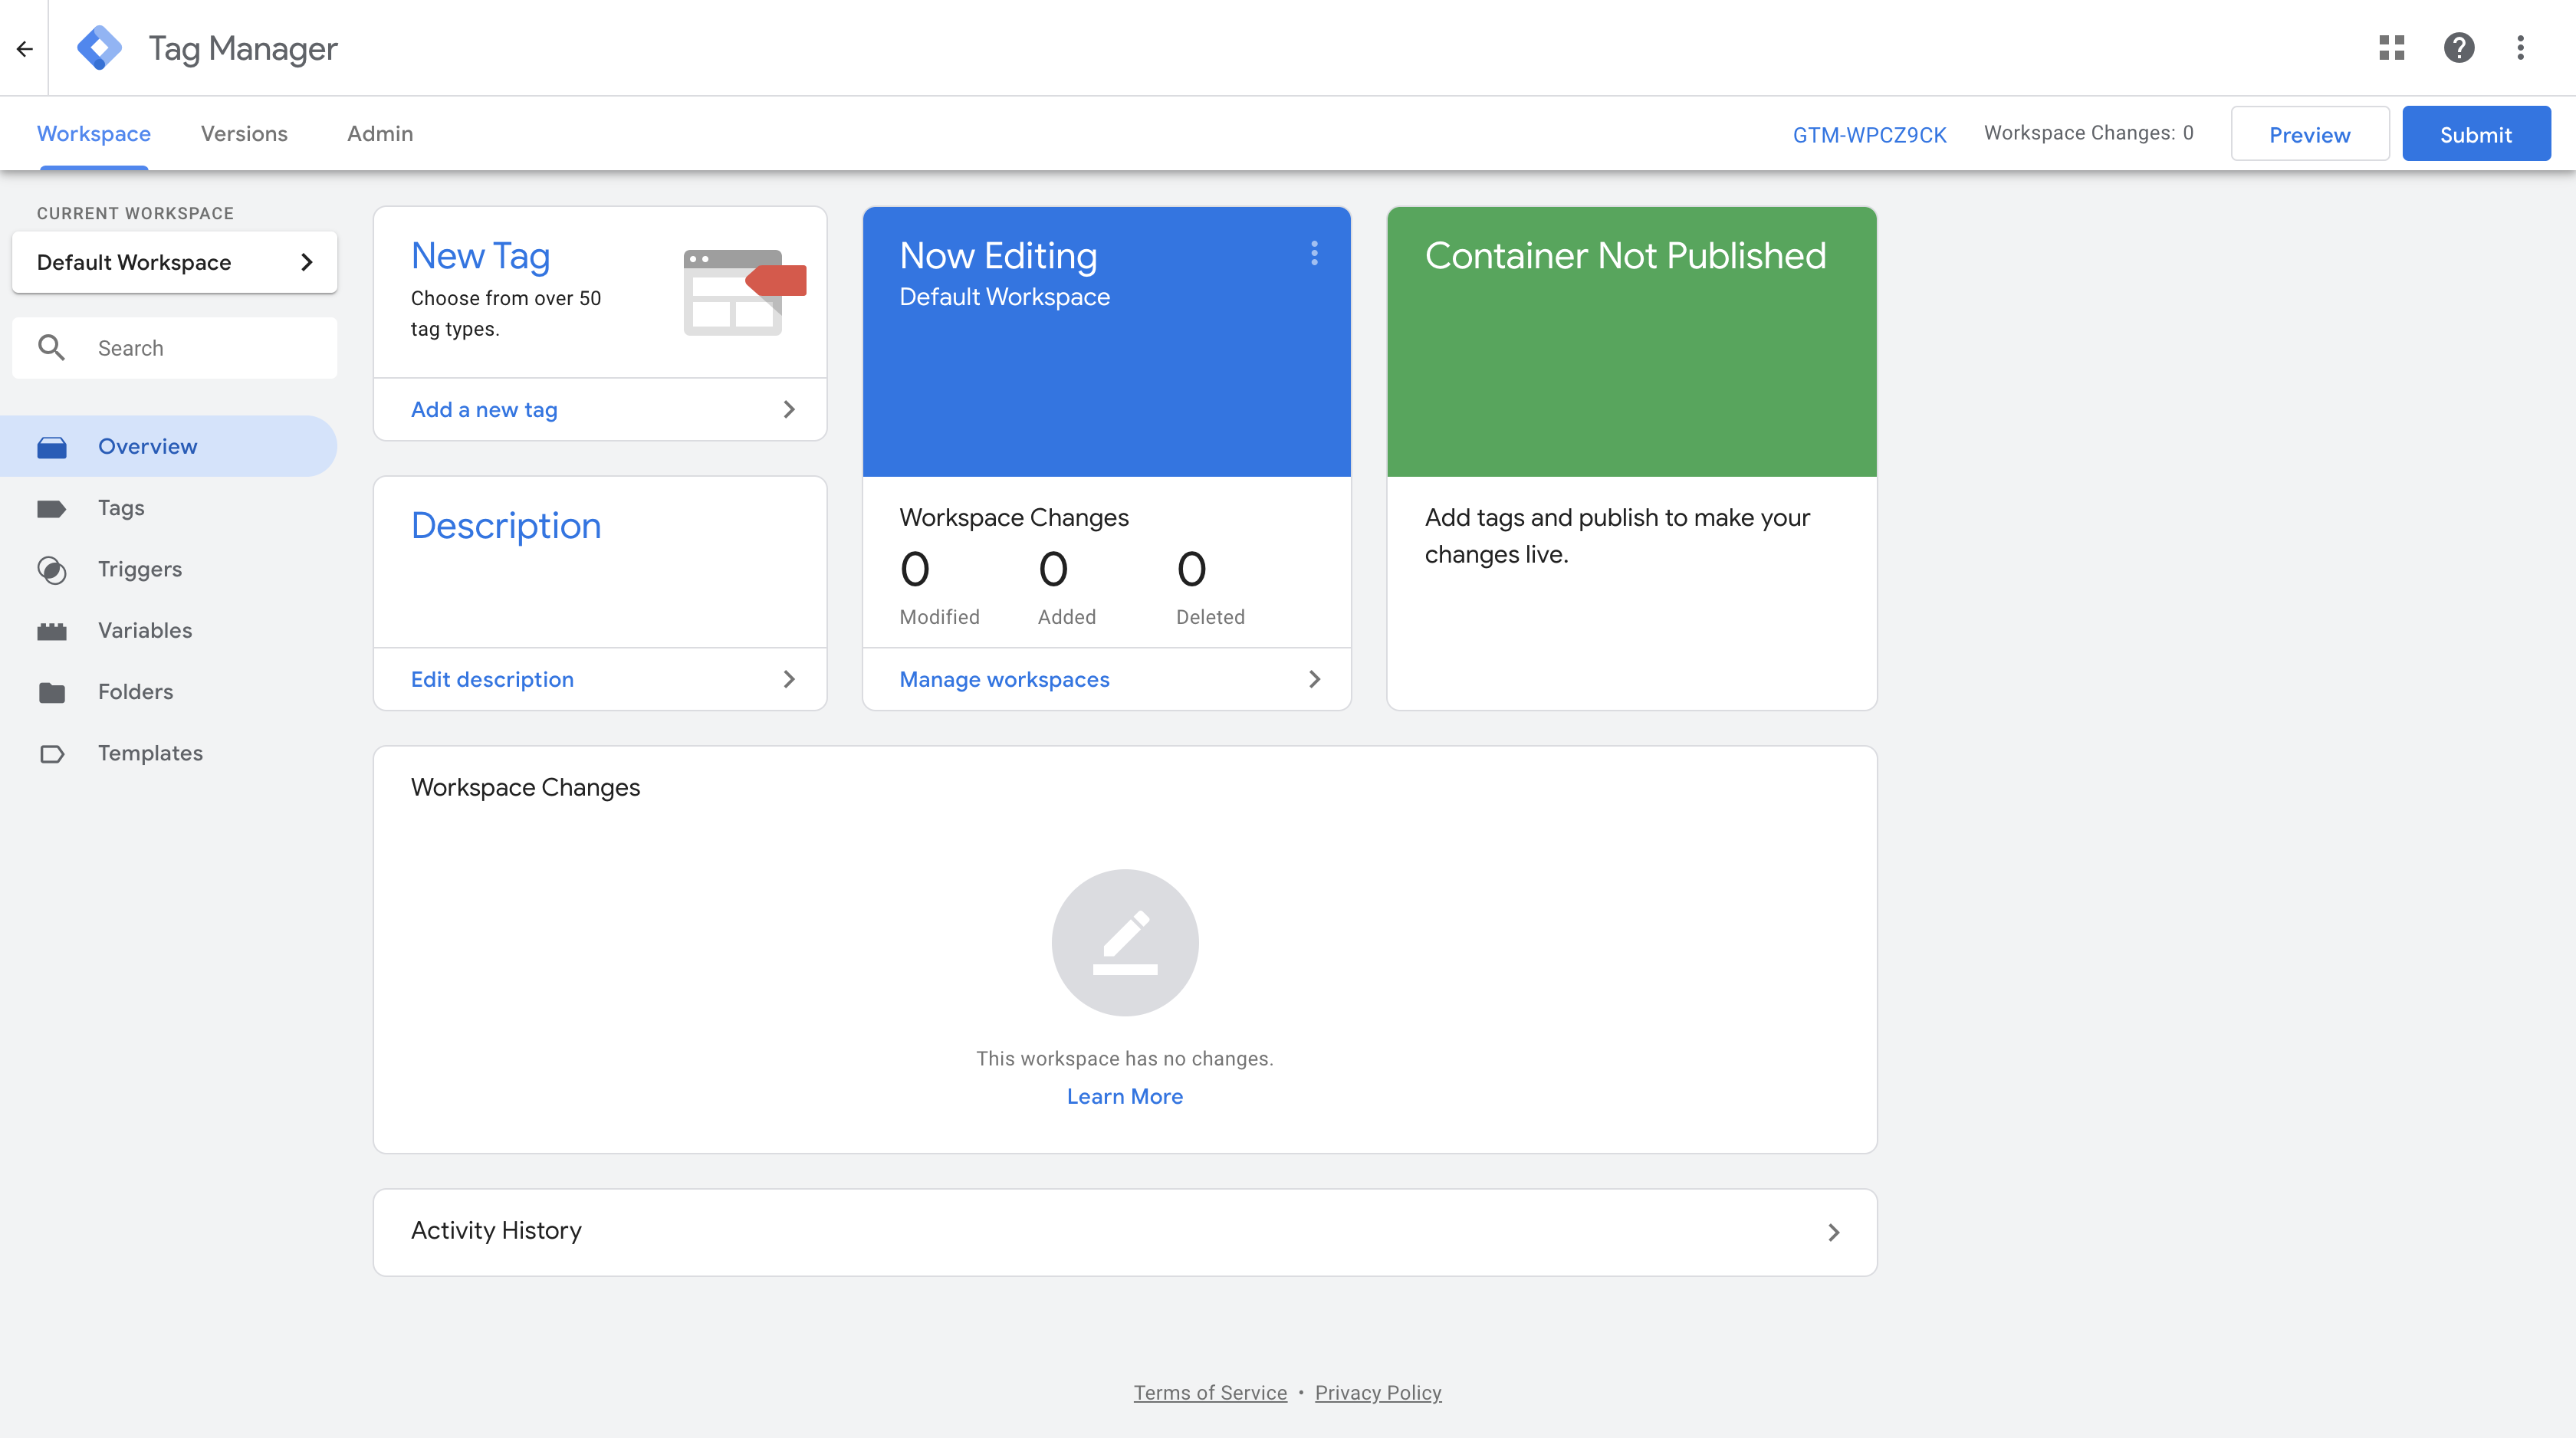 Tag Manager
Workspace
Versions
Admin
GTM-WPCZ9CK
Workspace Changes: 0
Preview
Submit
CURRENT WORKSPACE
Default Workspace
Search
Overview
Tags
Triggers
Variables
Folders
Templates
New Tag
Choose from over 50
tag types.
Add a new tag
Description
Edit description
Now Editing
Default Workspace
Workspace Changes
0 0 0
Modified Added Deleted
Manage workspaces
Container Not Published
Add tags and publish to make your
changes live.
Workspace Changes
This workspace has no changes.
Learn More
Activity History
Terms of Service • Privacy Policy